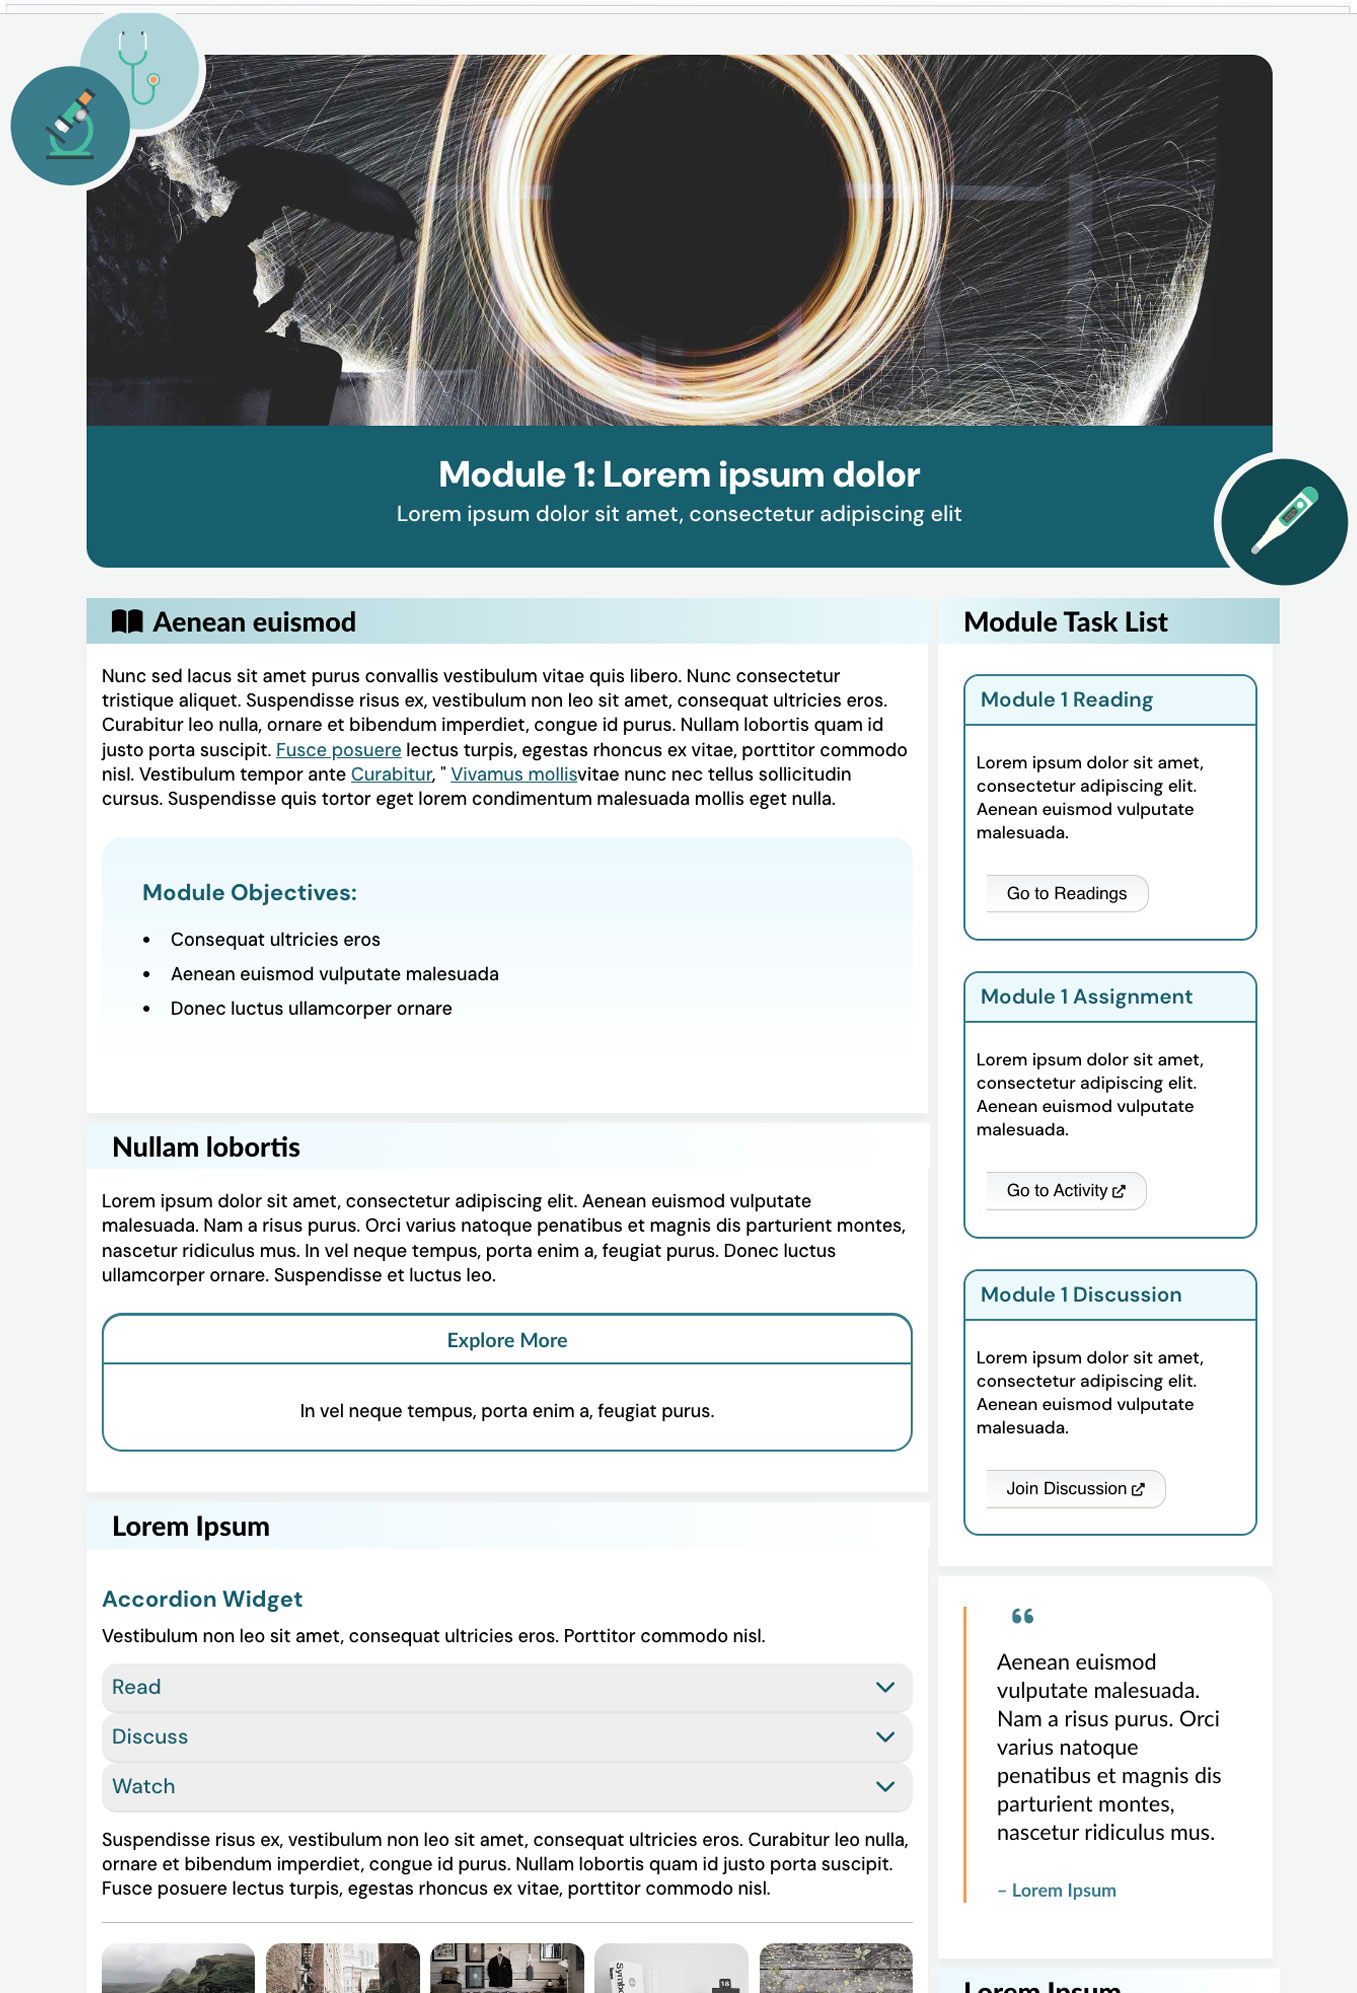 Module 1: Lorem ipsum dolor
Lorem ipsum dolor sit amet, consectetur adipiscing elit
Aenean euismod
Nunc sed lacus sit amet purus convallis vestibulum vitae quis libero. Nunc consectetur
tristique aliquet. Suspendisse risus ex, vestibulum non leo sit amet, consequat ultricies eros.
Curabitur leo nulla, ornare et bibendum imperdiet, congue id purus. Nullam lobortis quam id
justo porta suscipit. Fusce posuere lectus turpis, egestas rhoncus ex vitae, porttitor commodo
nisl. Vestibulum tempor ante Curabitur, " Vivamus mollisvitae nunc nec tellus sollicitudin
cursus. Suspendisse quis tortor eget lorem condimentum malesuada mollis eget nulla.
Module Objectives:
• Consequat ultricies eros
• Aenean euismod vulputate malesuada
• Donec luctus ullamcorper ornare
Nullam lobortis
Lorem ipsum dolor sit amet, consectetur adipiscing elit. Aenean euismod vulputate
malesuada. Nam a risus purus. Orci varius natoque penatibus et magnis dis parturient montes,
nascetur ridiculus mus. In vel neque tempus, porta enim a, feugiat purus. Donec luctus
ullamcorper ornare. Suspendisse et luctus leo.
Explore More
In vel neque tempus, porta enim a, feugiat purus.
Lorem Ipsum
Accordion Widget
Vestibulum non leo sit amet, consequat ultricies eros. Porttitor commodo nisl.
Read
Discuss
Watch
Suspendisse risus ex, vestibulum non leo sit amet, consequat ultricies eros. Curabitur leo nulla,
ornare et bibendum imperdiet, congue id purus. Nullam lobortis quam id justo porta suscipit.
Fusce posuere lectus turpis, egestas rhoncus ex vitae, porttitor commodo nisl.
18
Module Task List
Module 1 Reading
Lorem ipsum dolor sit amet,
consectetur adipiscing elit.
Aenean euismod vulputate
malesuada.
Go to Readings
Module 1 Assignment
Lorem ipsum dolor sit amet,
consectetur adipiscing elit.
Aenean euismod vulputate
malesuada.
Go to Activity
Module 1 Discussion
Lorem ipsum dolor sit amet,
consectetur adipiscing elit.
Aenean euismod vulputate
malesuada.
Join Discussion
“
Aenean euismod
vulputate malesuada.
Nam a risus purus. Orci
varius natoque
penatibus et magnis dis
parturient montes,
nascetur ridiculus mus.
– Lorem Ipsum
Lorem Ipsum